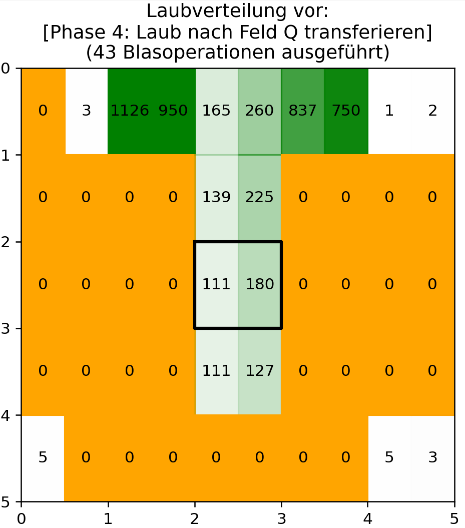 Laubverteilung vor:
[Phase 4: Laub nach Feld Q transferieren]
(43 Blasoperationen ausgeführt)
0
0 3 1126 950 165 260 837 750 1 2
1
0 0 0 0 139 225 0 0 0 0
2
0 0 0 0 111 180 0 0 0 0
3
0 0 0 0 111 127 0 0 0 0
4
5 0 0 0 0 0 0 0 5 3
5
0 1 2 3 4 5